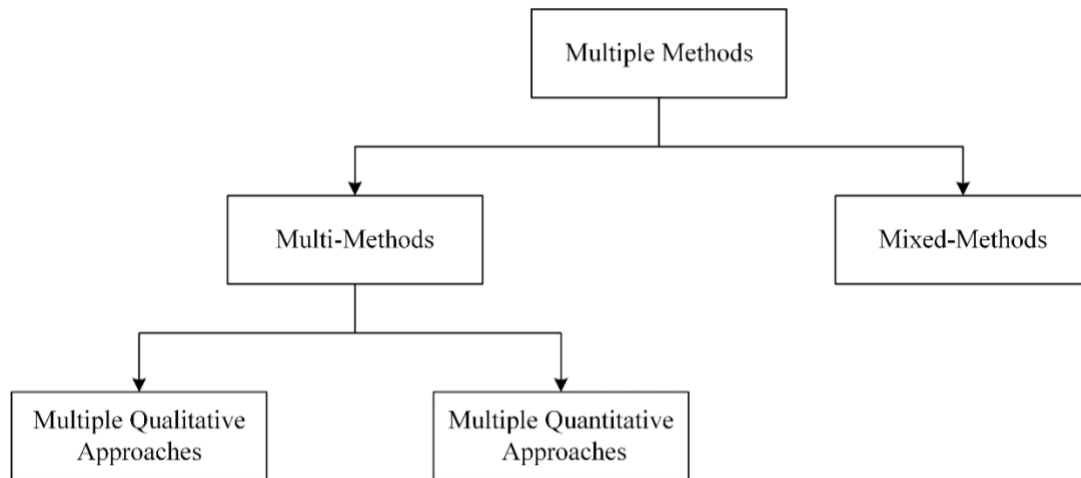 Multiple Methods
Multi-Methods
Mixed-Methods
Multiple Qualitative
Approaches
Multiple Quantitative
Approaches